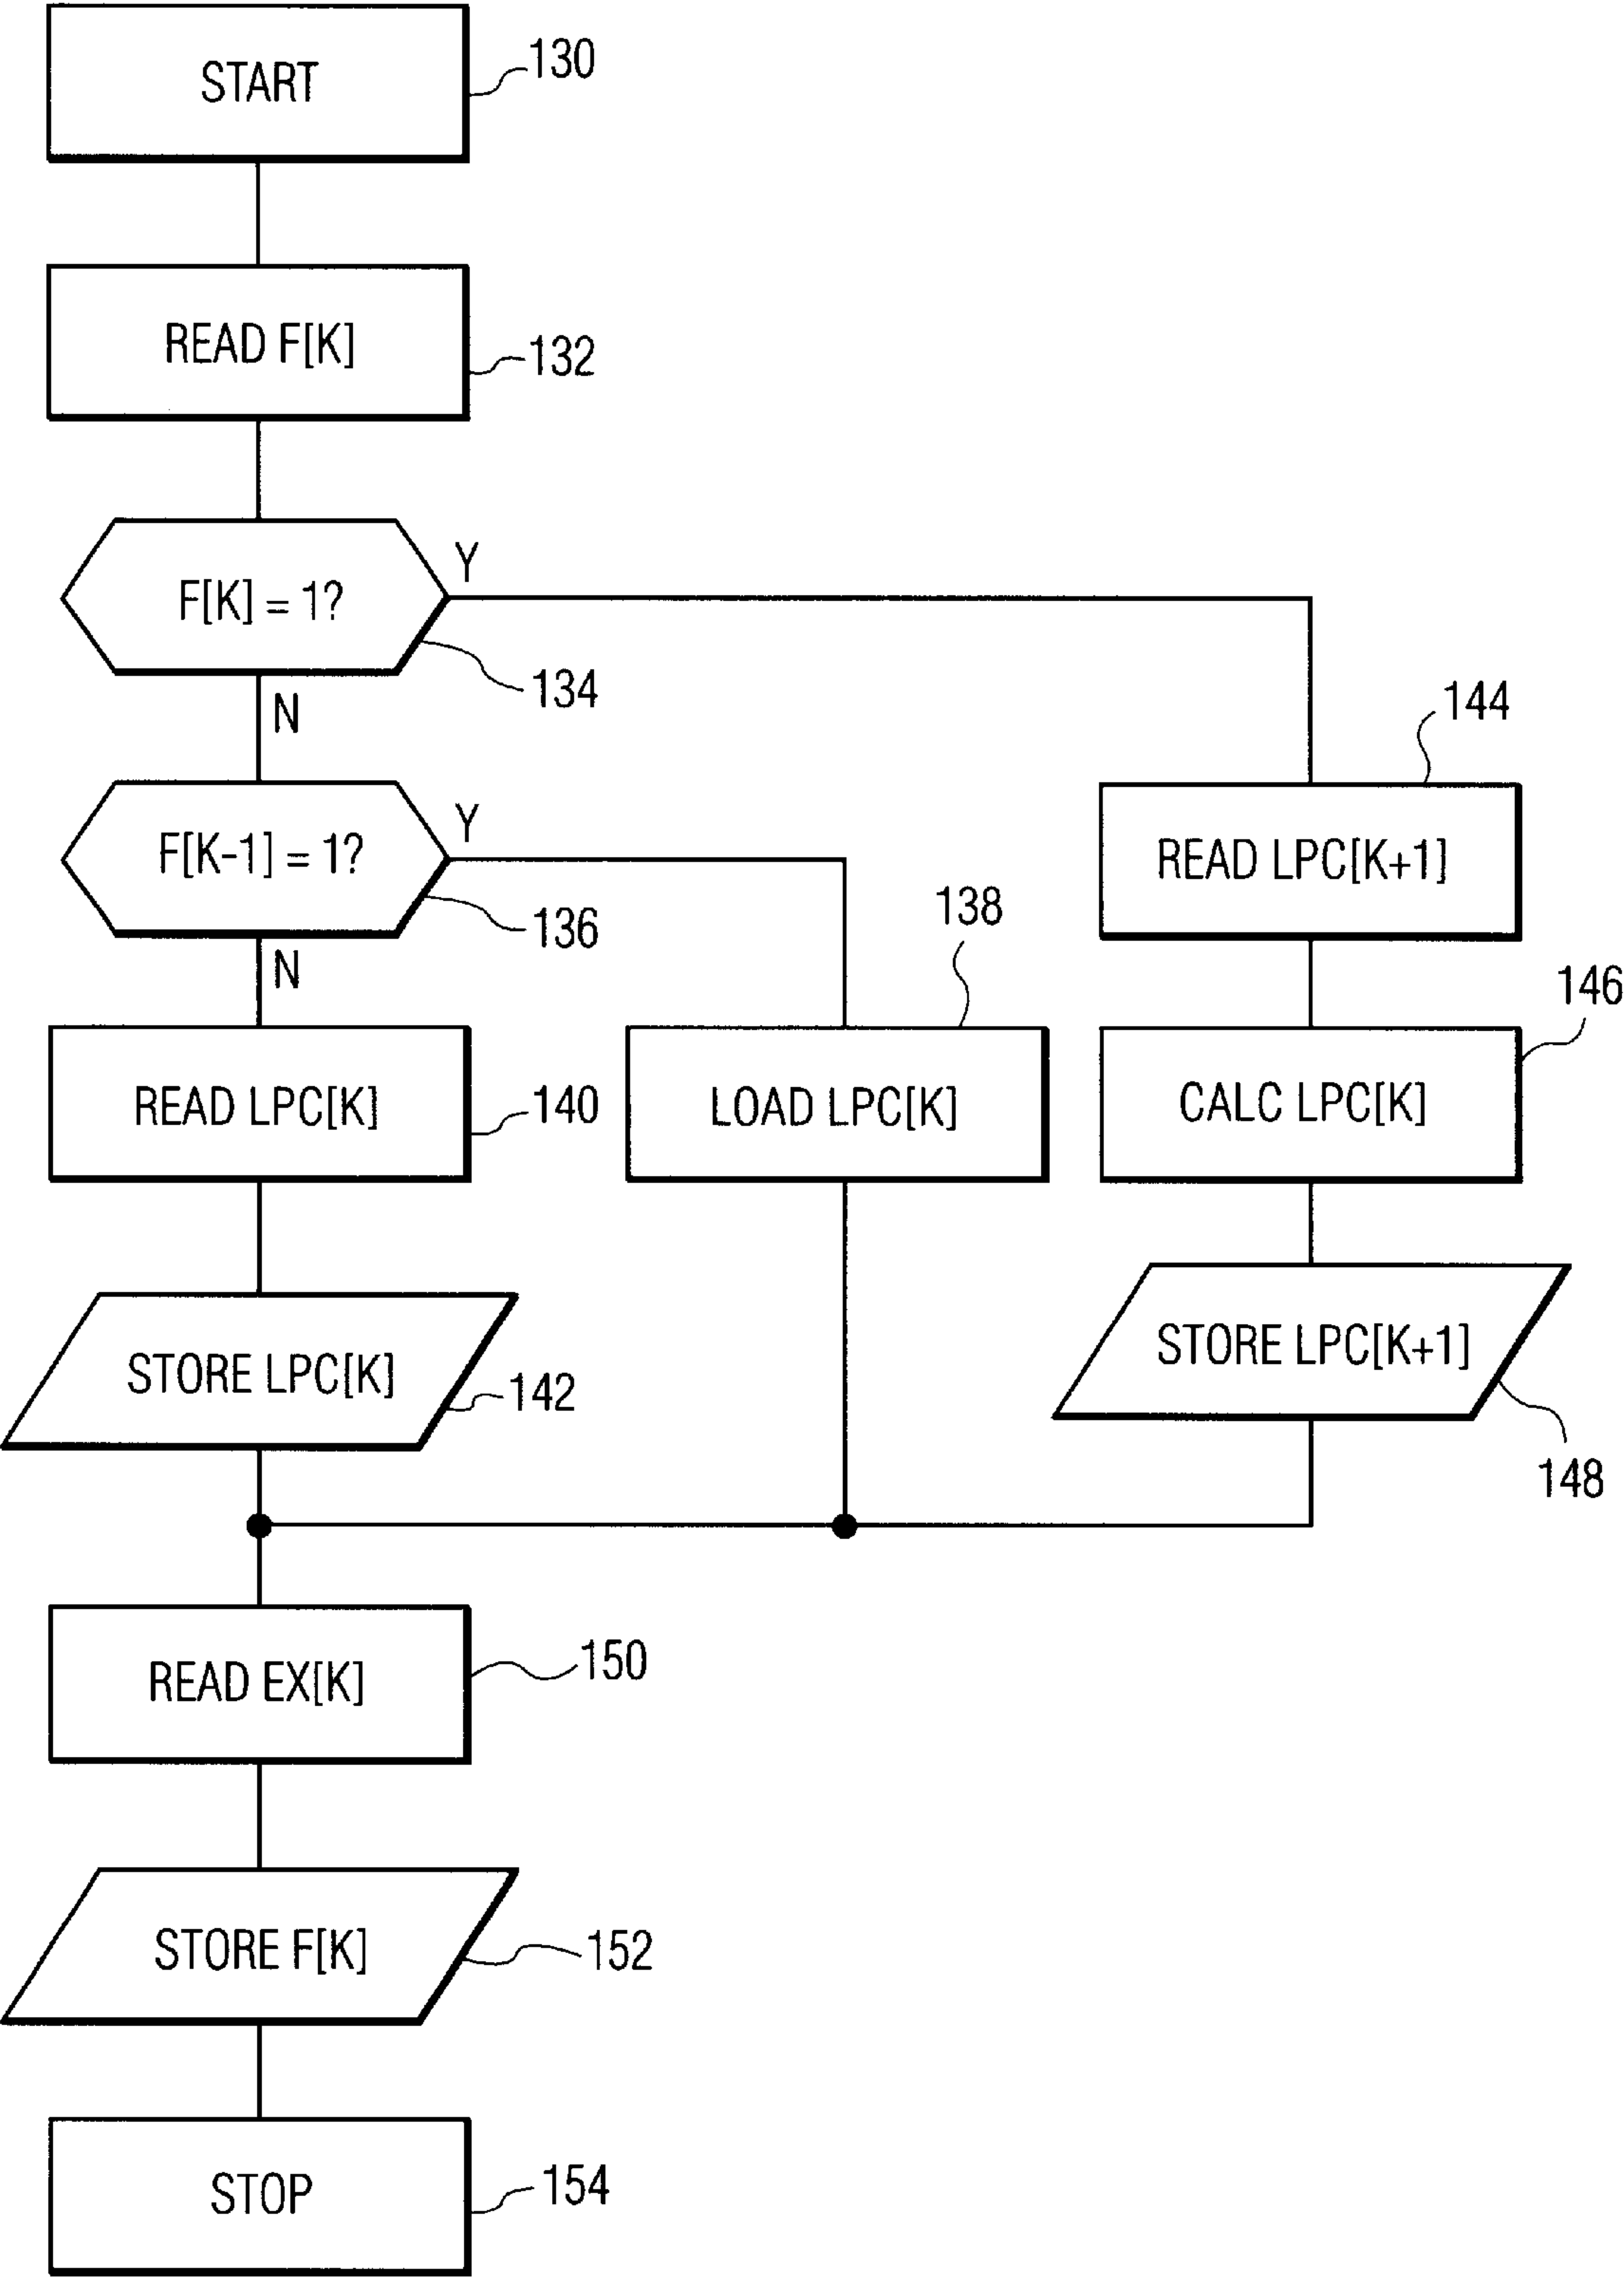 START
130
READ F[K]
132
F[K] = 1?
Y
134
N
F[K-1] = 1?
Y
136
N
READ LPC[K]
140
STORE LPC[K]
142
LOAD LPC[K]
138
READ LPC[K+1]
144
CALC LPC[K]
146
STORE LPC[K+1]
148
READ EX[K]
150
STORE F[K]
152
STOP
154